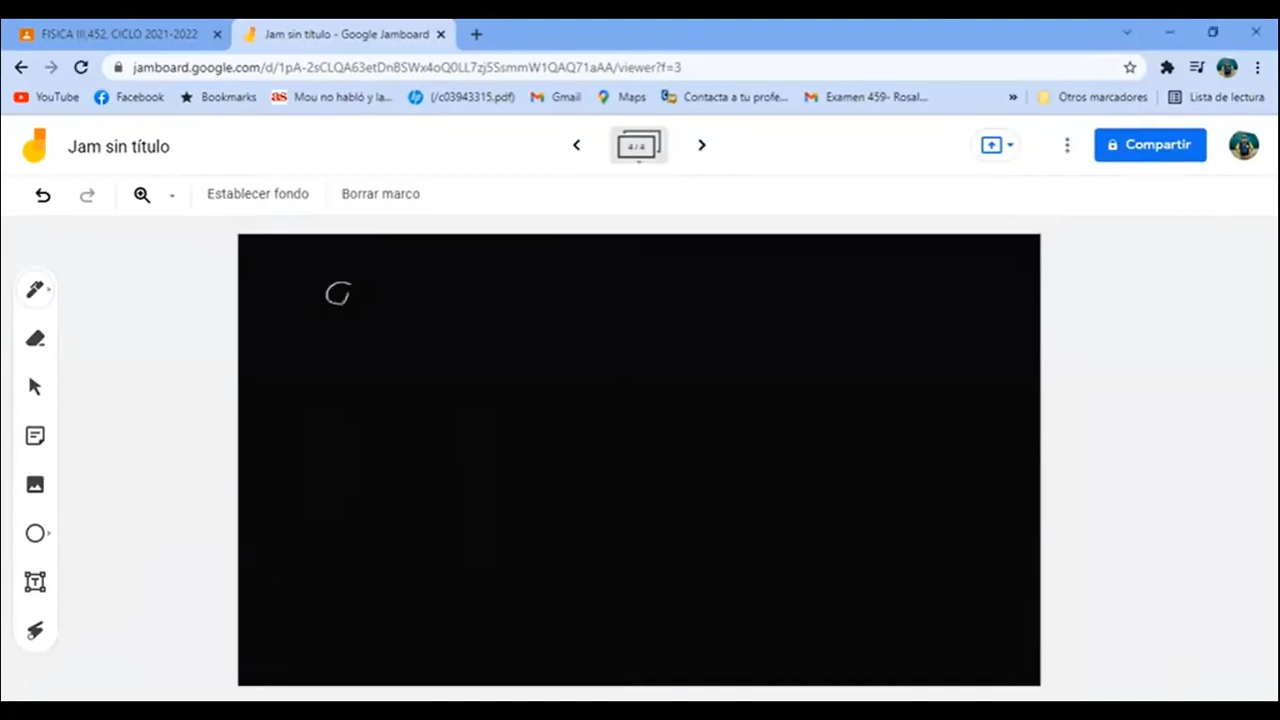 FISICA III,452, CICLO 2021-2022
Jam sin título - Google Jamboard
jamboard.google.com/d/1pA-2sCLQA63etDnBSWx4oQ0LL7zj5SsmmW1QAQ71aAA/viewer?f=3
YouTube Facebook Bookmarks Mou no habló y la... (/c03943315.pdf) Gmail Maps Contacta a tu profe... Examen 459- Rosal... » Otros marcadores Lista de lectura
Jam sin título
4/4
Compartir
Establecer fondo Borrar marco